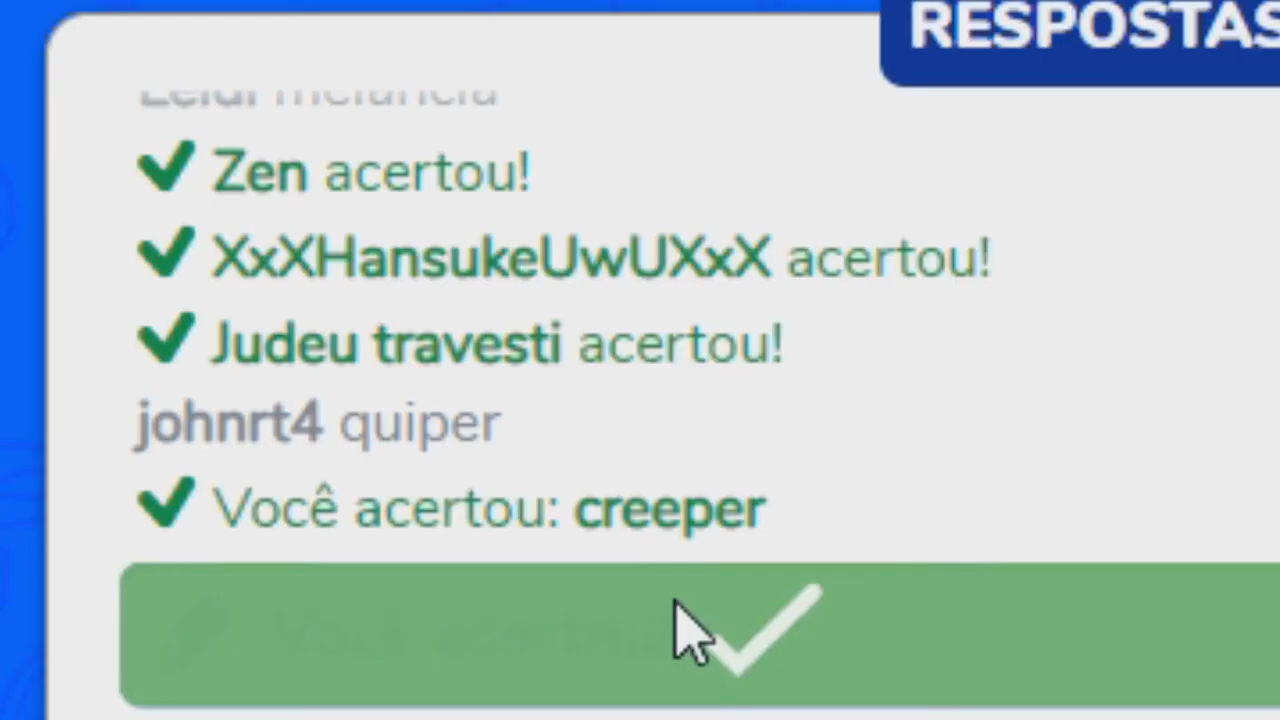 RESPOSTAS
Zen acertou!
XxXHansukeUwUXxX acertou!
Judeu travesti acertou!
johnrt4 quiper
Você acertou: creeper